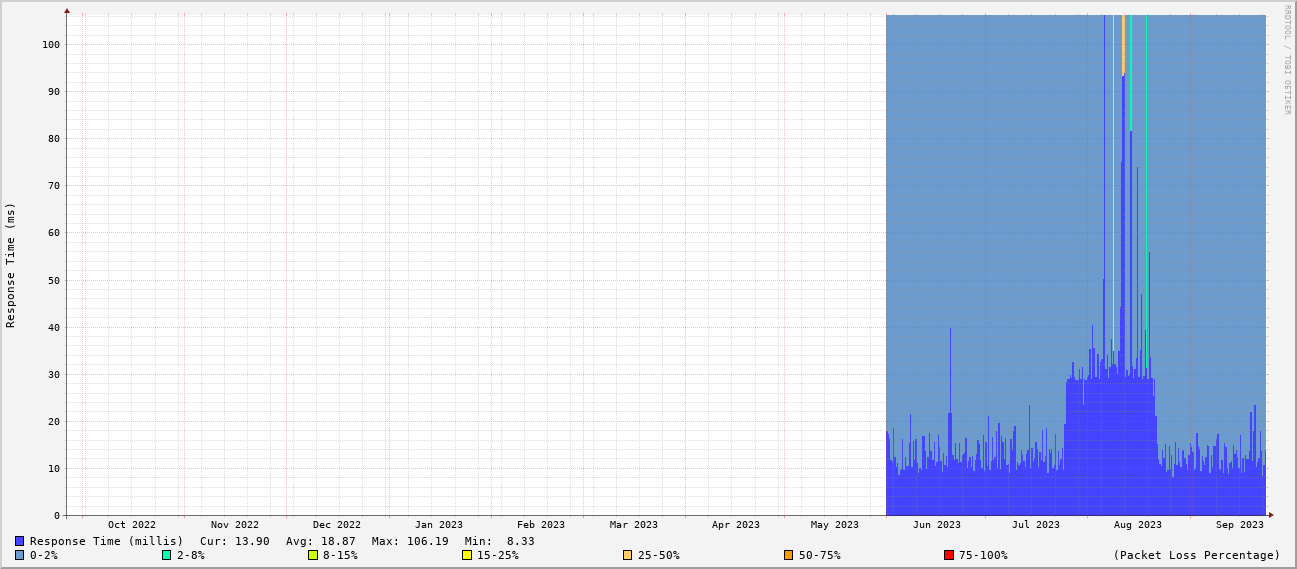 RRDTOOL / TOBI OETIKER
Response Time (ms)
100
90
80
70
60
50
40
30
20
10
0
Oct 2022 Nov 2022 Dec 2022 Jan 2023 Feb 2023 Mar 2023 Apr 2023 May 2023 Jun 2023 Jul 2023 Aug 2023 Sep 2023
Response Time (millis) Cur: 13.90 Avg: 18.87 Max: 106.19 Min: 8.33
0-2% 2-8% 8-15% 15-25% 25-50% 50-75% 75-100% (Packet Loss Percentage)